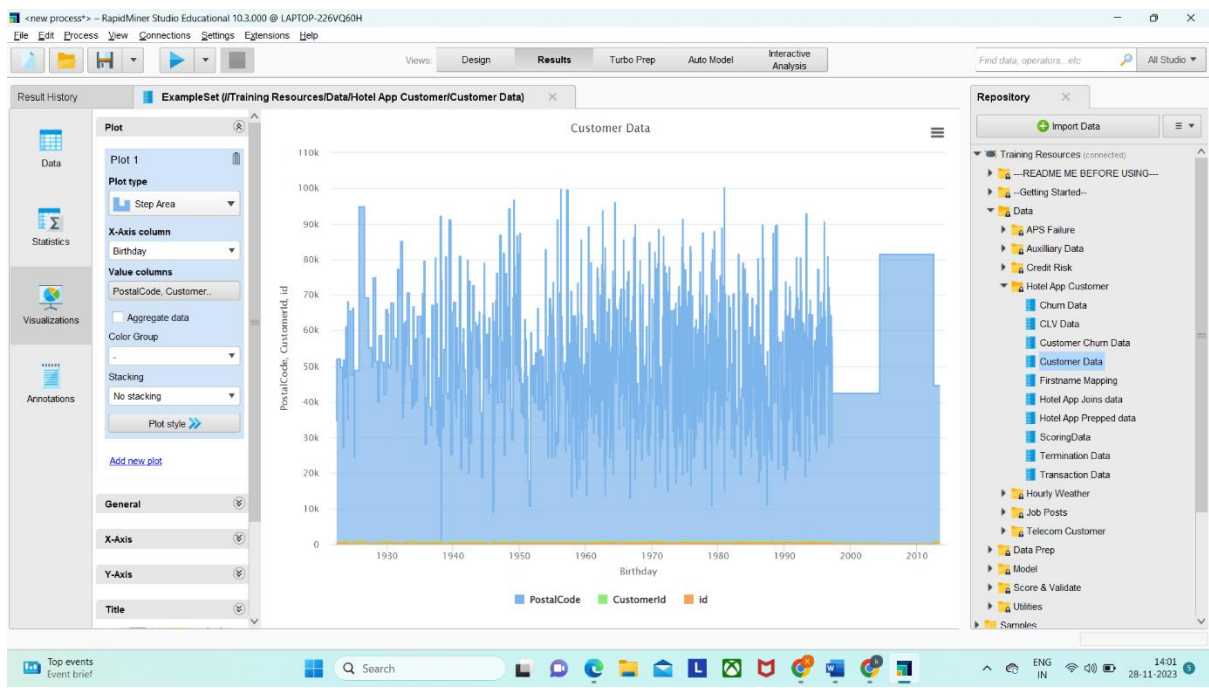 <new process*> – RapidMiner Studio Educational 10.3.000 @ LAPTOP-226VQ60H
File Edit Process View Connections Settings Extensions Help
Views: Design Results Turbo Prep Auto Model Interactive Analysis
Find data, operators...etc All Studio
Result History
ExampleSet (//Training Resources/Data/Hotel App Customer/Customer Data)
Data
Statistics
Visualizations
Annotations
Plot
Plot 1
Plot type
Step Area
X-Axis column
Birthday
Value columns
PostalCode, Customer..
Aggregate data
Color Group
-
Stacking
No stacking
Plot style
Add new plot
General
X-Axis
Y-Axis
Title
Customer Data
PostalCode, CustomerId, id
110k
100k
90k
80k
70k
60k
50k
40k
30k
20k
10k
0
1930 1940 1950 1960 1970 1980 1990 2000 2010
Birthday
PostalCode CustomerId id
Repository
Import Data
Training Resources (connected)
---README ME BEFORE USING---
--Getting Started--
Data
APS Failure
Auxilliary Data
Credit Risk
Hotel App Customer
Churn Data
CLV Data
Customer Churn Data
Customer Data
Firstname Mapping
Hotel App Joins data
Hotel App Prepped data
ScoringData
Termination Data
Transaction Data
Hourly Weather
Job Posts
Telecom Customer
Data Prep
Model
Score & Validate
Utilities
Samples
Top events
Event brief
Search
ENG
IN
14:01
28-11-2023
5